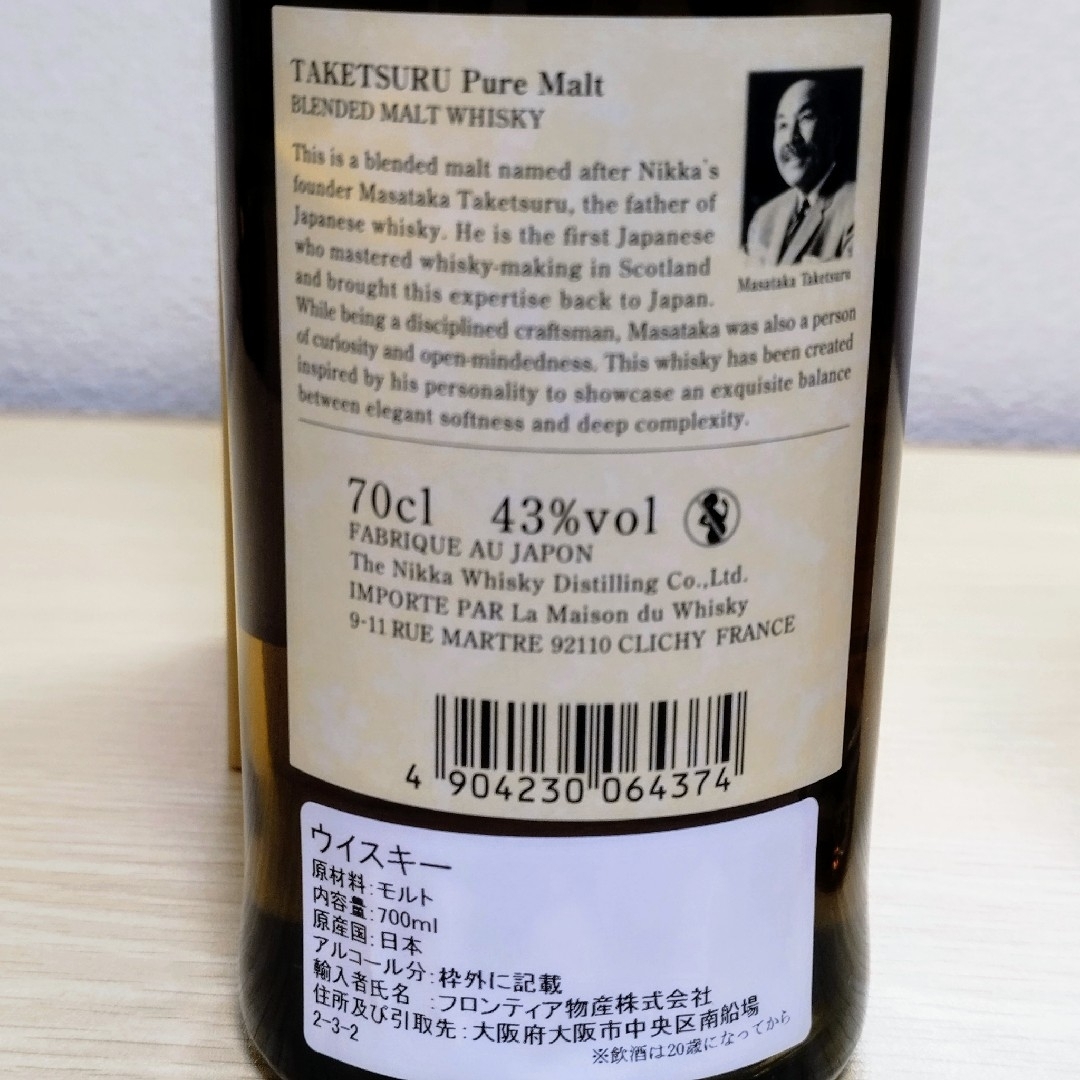 TAKETSURU Pure Malt
BLENDED MALT WHISKY
This is a blended malt named after Nikka's
founder Masataka Taketsuru, the father of
Japanese whisky. He is the first Japanese
who mastered whisky-making in Scotland
and brought this expertise back to Japan.
Masataka Taketsuru
While being a disciplined craftsman, Masataka was also a person
of curiosity and open-mindedness. This whisky has been created
inspired by his personality to showcase an exquisite balance
between elegant softness and deep complexity.
70cl 43%vol
FABRIQUE AU JAPON
The Nikka Whisky Distilling Co.,Ltd.
IMPORTE PAR La Maison du Whisky
9-11 RUE MARTRE 92110 CLICHY FRANCE
4 904230 064374
ウイスキー
原材料:モルト
内容量:700ml
原産国:日本
アルコール分:枠外に記載
輸入者氏名 :フロンティア物産株式会社
住所及び引取先:大阪府大阪市中央区南船場
2-3-2
※飲酒は20歳になってから